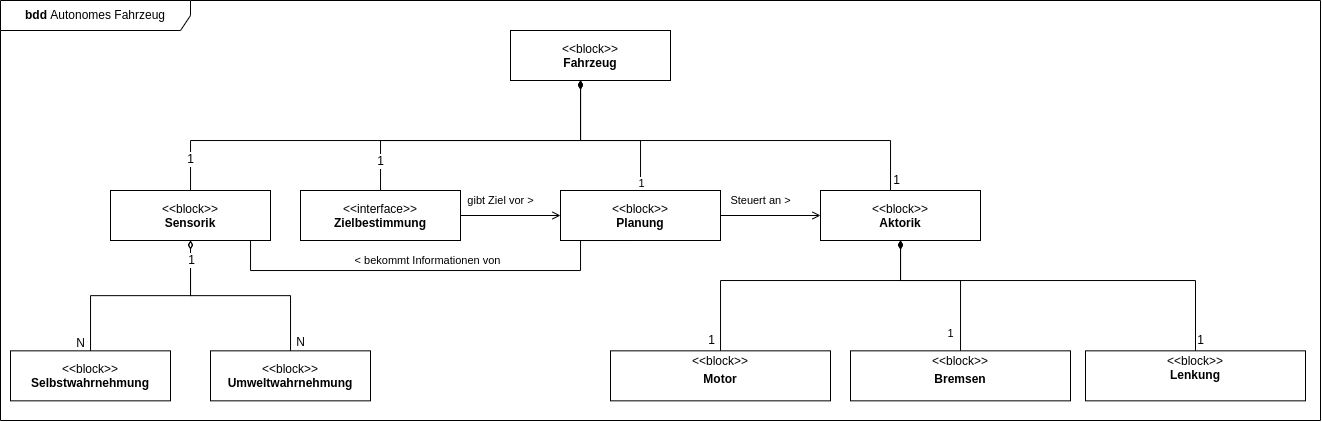 bdd Autonomes Fahrzeug
<<block>>
Fahrzeug
1
1
1
1
<<block>>
Sensorik
<<interface>>
Zielbestimmung
gibt Ziel vor >
<<block>>
Planung
Steuert an >
<<block>>
Aktorik
1
< bekommt Informationen von
N
N
1
1
1
<<block>>
Selbstwahrnehmung
<<block>>
Umweltwahrnehmung
<<block>>
Motor
<<block>>
Bremsen
<<block>>
Lenkung